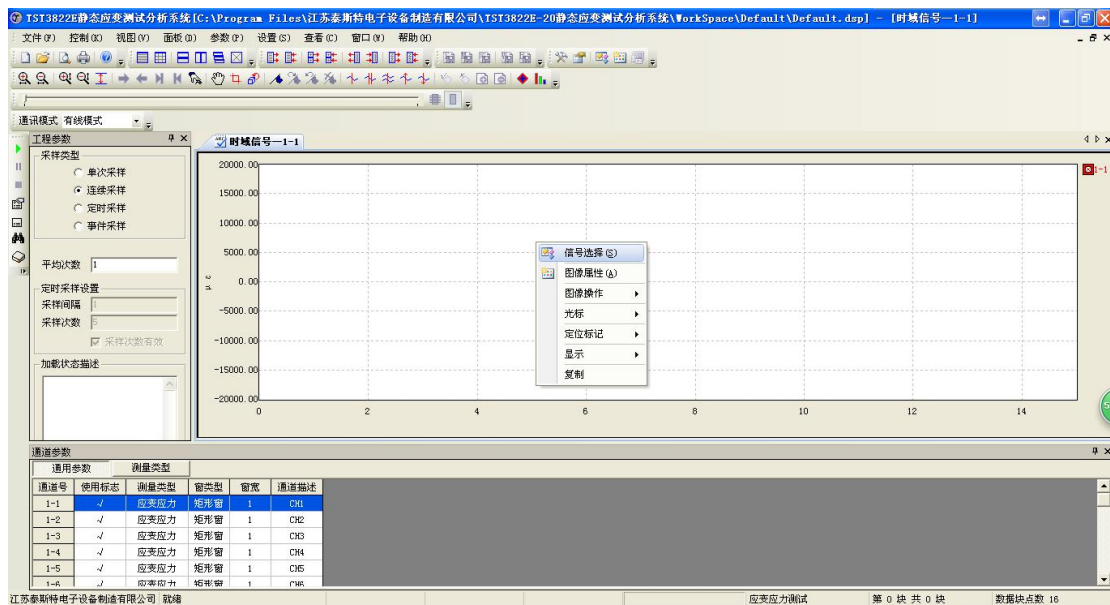 TST3822E静态应变测试分析系统[C:\Program Files\江苏泰斯特电子设备制造有限公司\TST3822E-20静态应变测试分析系统\WorkSpace\Default\Default.dsp] - [时域信号—1-1]
文件(F) 控制(K) 视图(V) 面板(D) 参数(P) 设置(S) 查看(C) 窗口(W) 帮助(H)
通讯模式 有线模式
工程参数
时域信号—1-1
采样类型
单次采样
连续采样
定时采样
事件采样
平均次数 1
定时采样设置
采样间隔 1
采样次数 5
采样次数有效
加载状态描述
20000.00
15000.00
10000.00
5000.00
0.00
-5000.00
-10000.00
-15000.00
-20000.00
με
0 2 4 6 8 10 12 14
1-1
信号选择(S)
图像属性(A)
图像操作
光标
定位标记
显示
复制
通道参数
通用参数 测量类型
通道号 使用标志 测量类型 窗类型 窗宽 通道描述
1-1 √ 应变应力 矩形窗 1 CH1
1-2 √ 应变应力 矩形窗 1 CH2
1-3 √ 应变应力 矩形窗 1 CH3
1-4 √ 应变应力 矩形窗 1 CH4
1-5 √ 应变应力 矩形窗 1 CH5
1-6 √ 应变应力 矩形窗 1 CH6
江苏泰斯特电子设备制造有限公司 就绪 应变应力测试 第 0 块 共 0 块 数据块点数 16